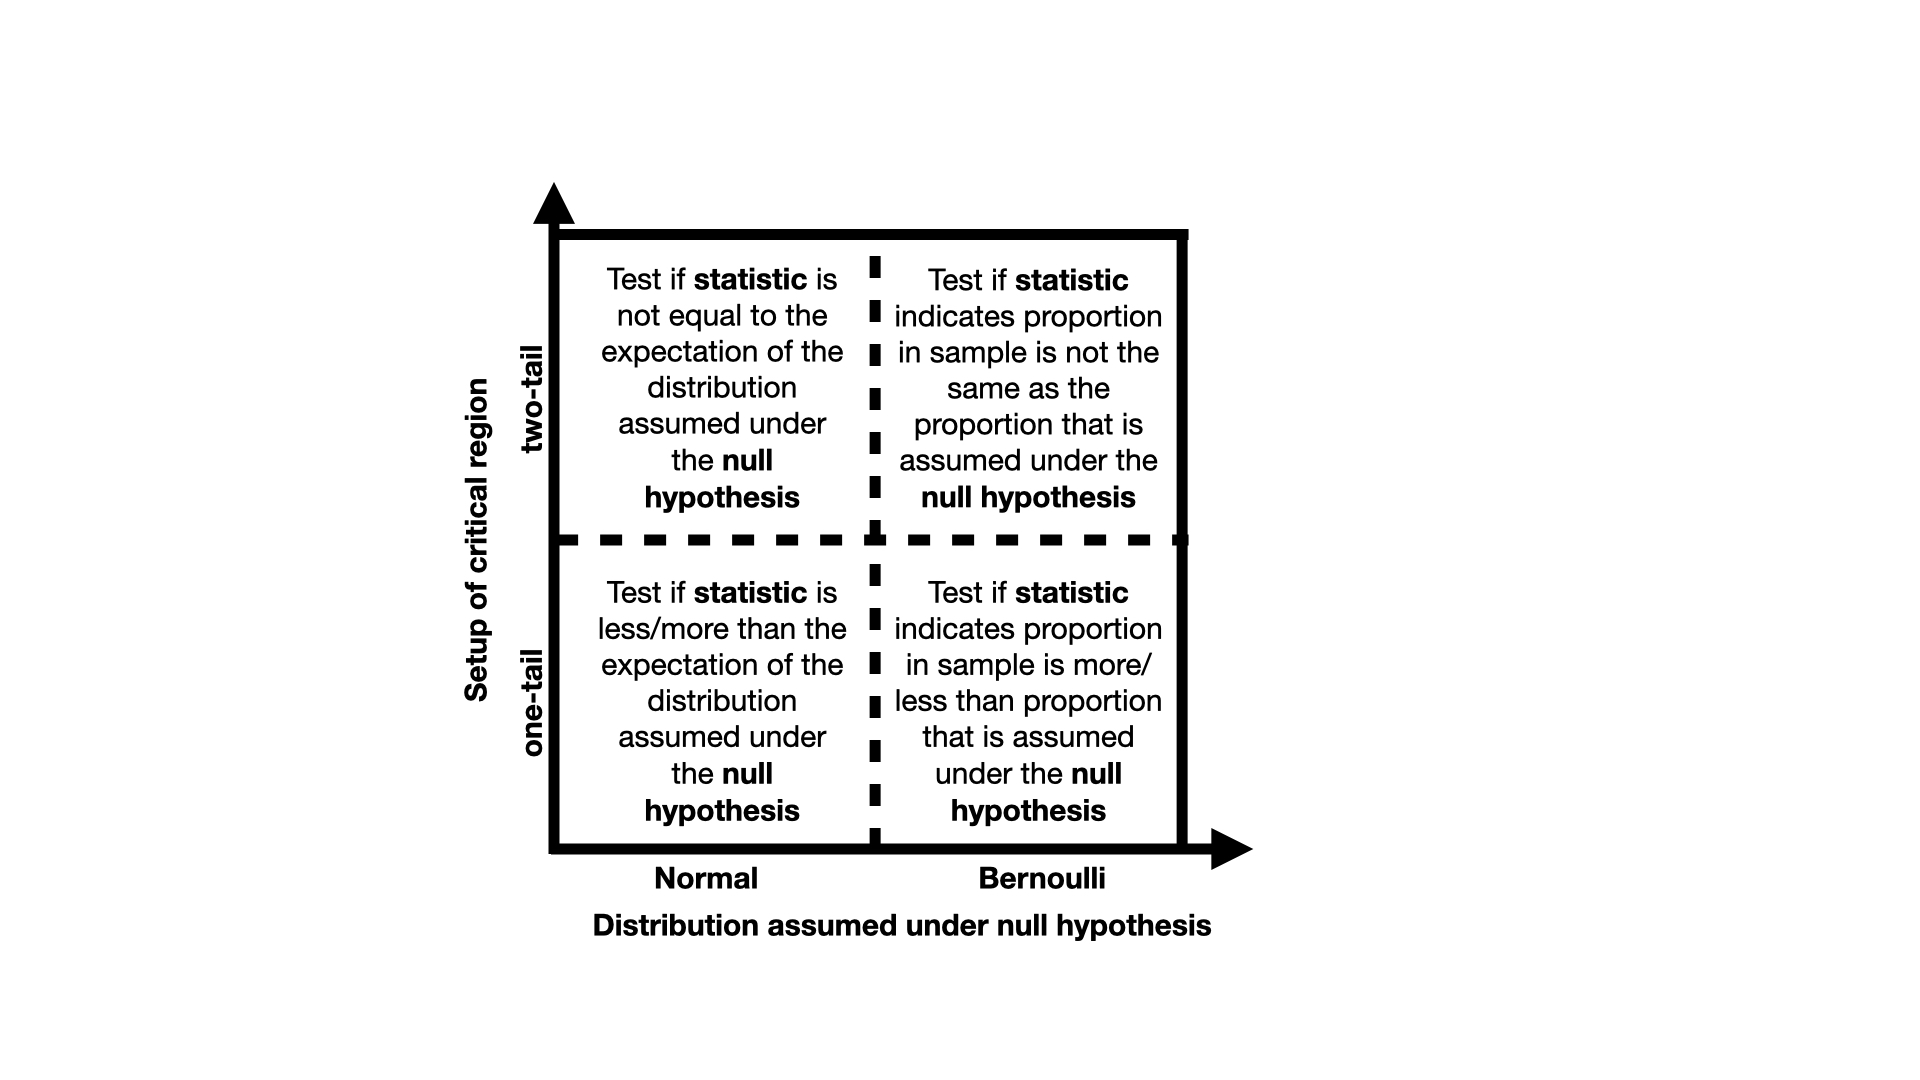 Setup of critical region
two-tail
one-tail
Test if statistic is
not equal to the
expectation of the
distribution
assumed under
the null
hypothesis
Test if statistic
indicates proportion
in sample is not the
same as the
proportion that is
assumed under the
null hypothesis
Test if statistic is
less/more than the
expectation of the
distribution
assumed under
the null
hypothesis
Test if statistic
indicates proportion
in sample is more/
less than proportion
that is assumed
under the null
hypothesis
Normal
Bernoulli
Distribution assumed under null hypothesis